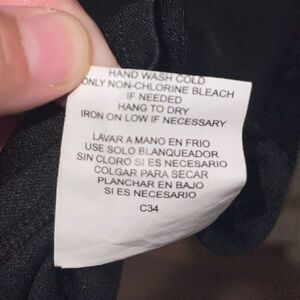 HAND WASH COLD
ONLY NON-CHLORINE BLEACH
IF NEEDED
HANG TO DRY
IRON ON LOW IF NECESSARY
LAVAR A MANO EN FRIO
USE SOLO BLANQUEADOR
SIN CLORO SI ES NECESARIO
COLGAR PARA SECAR
PLANCHAR EN BAJO
SI ES NECESARIO
C34